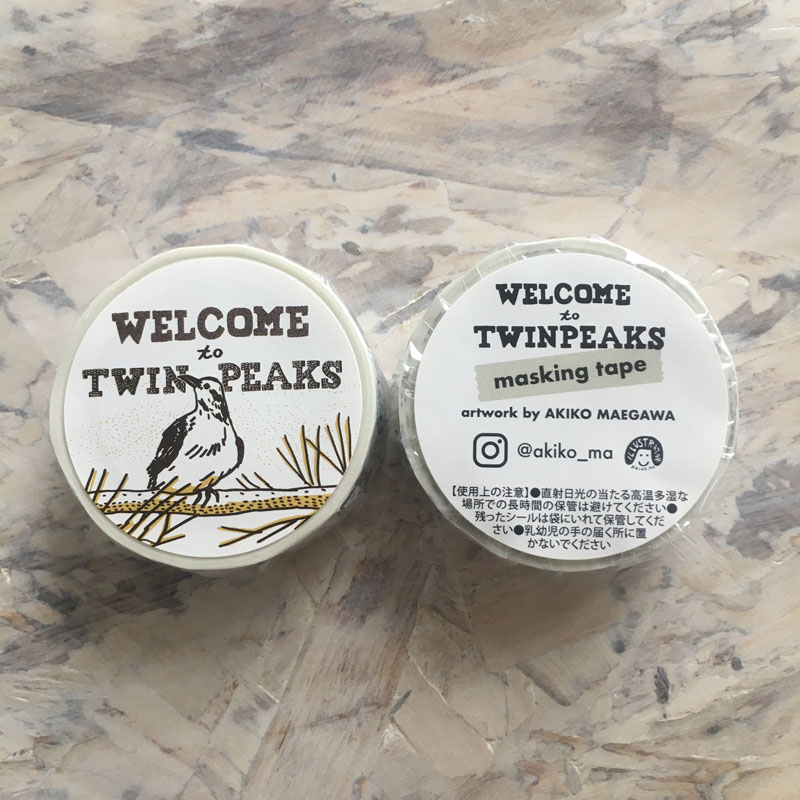 WELCOME
to
TWIN PEAKS
WELCOME
to
TWINPEAKS
masking tape
artwork by AKIKO MAEGAWA
@akiko_ma
【使用上の注意】●直射日光の当たる高温多湿な
場所での長時間の保管は避けてください●
残ったシールは袋にいれて保管してくだ
さい●乳幼児の手の届く所に置
かないでください